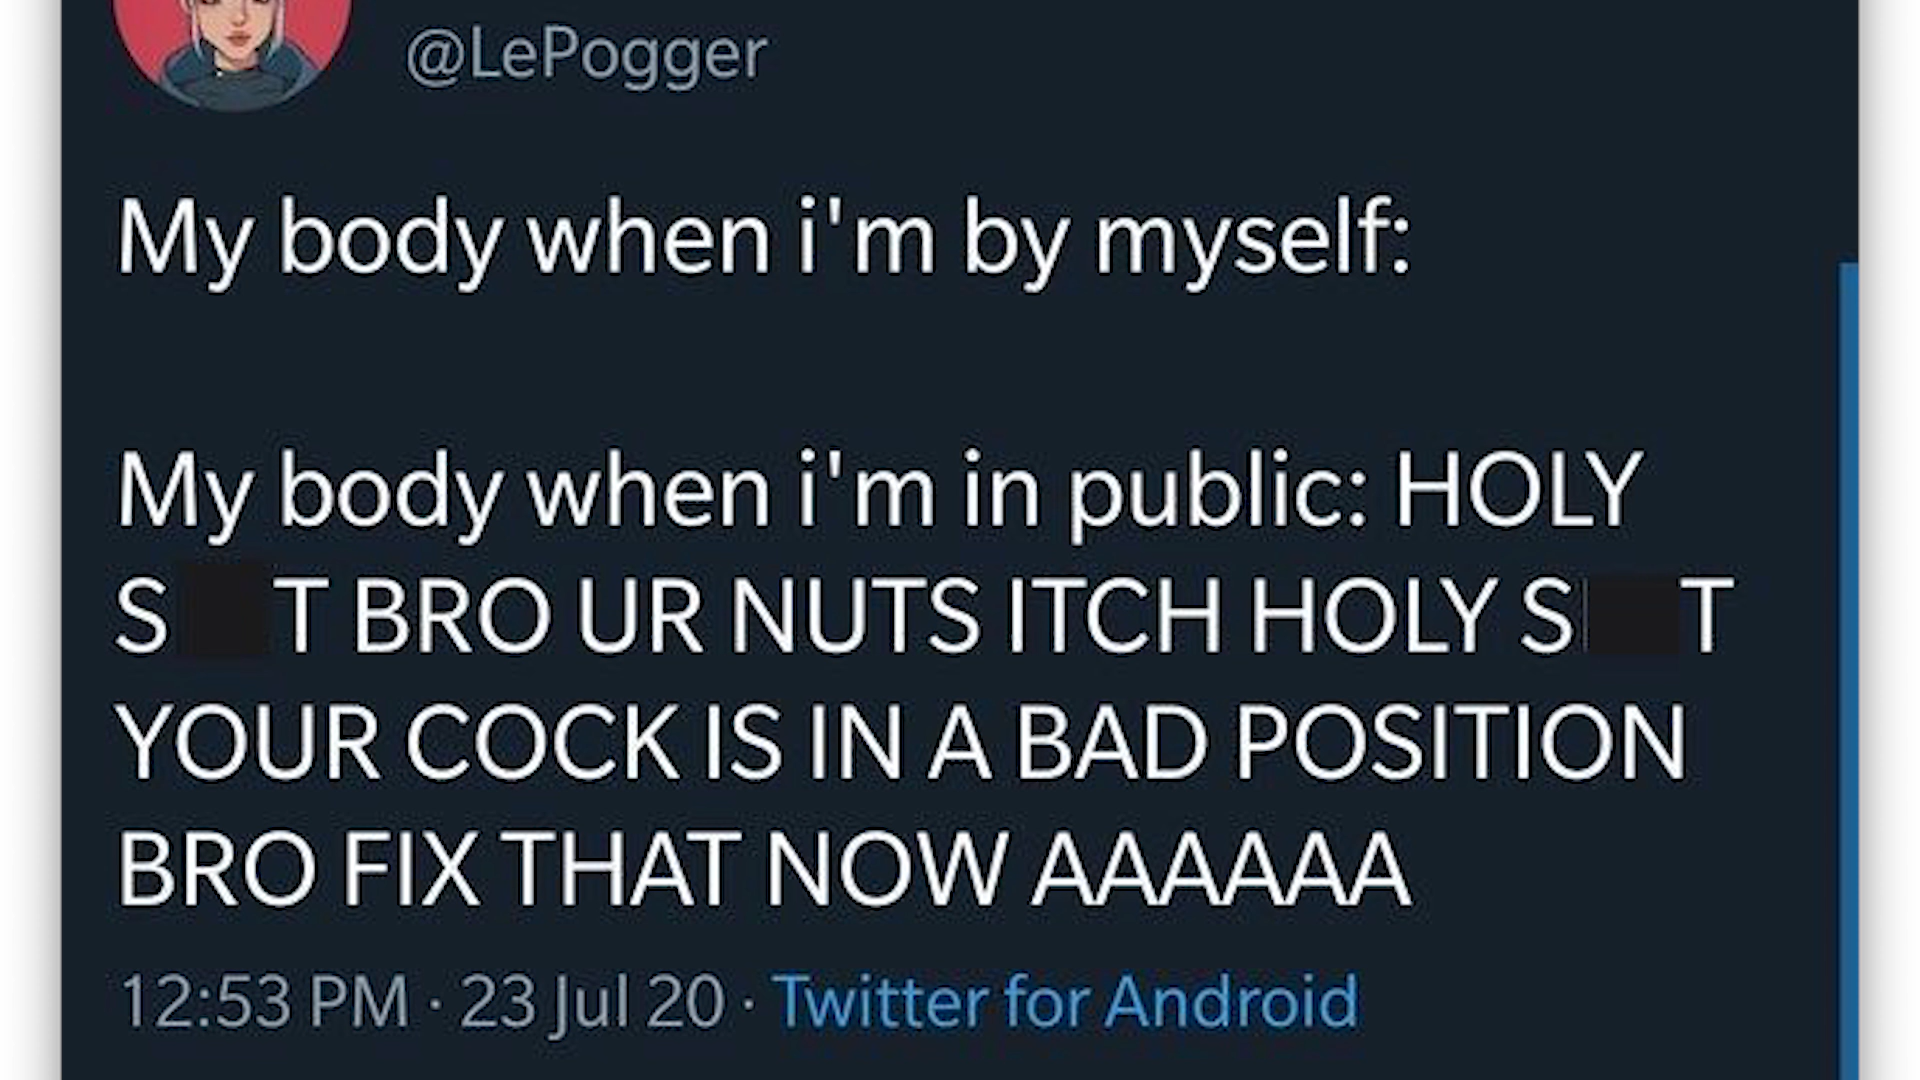 @LePogger
My body when i'm by myself:
My body when i'm in public: HOLY
S T BRO UR NUTS ITCH HOLY S T
YOUR COCK IS IN A BAD POSITION
BRO FIX THAT NOW AAAAAA
12:53 PM · 23 Jul 20 · Twitter for Android